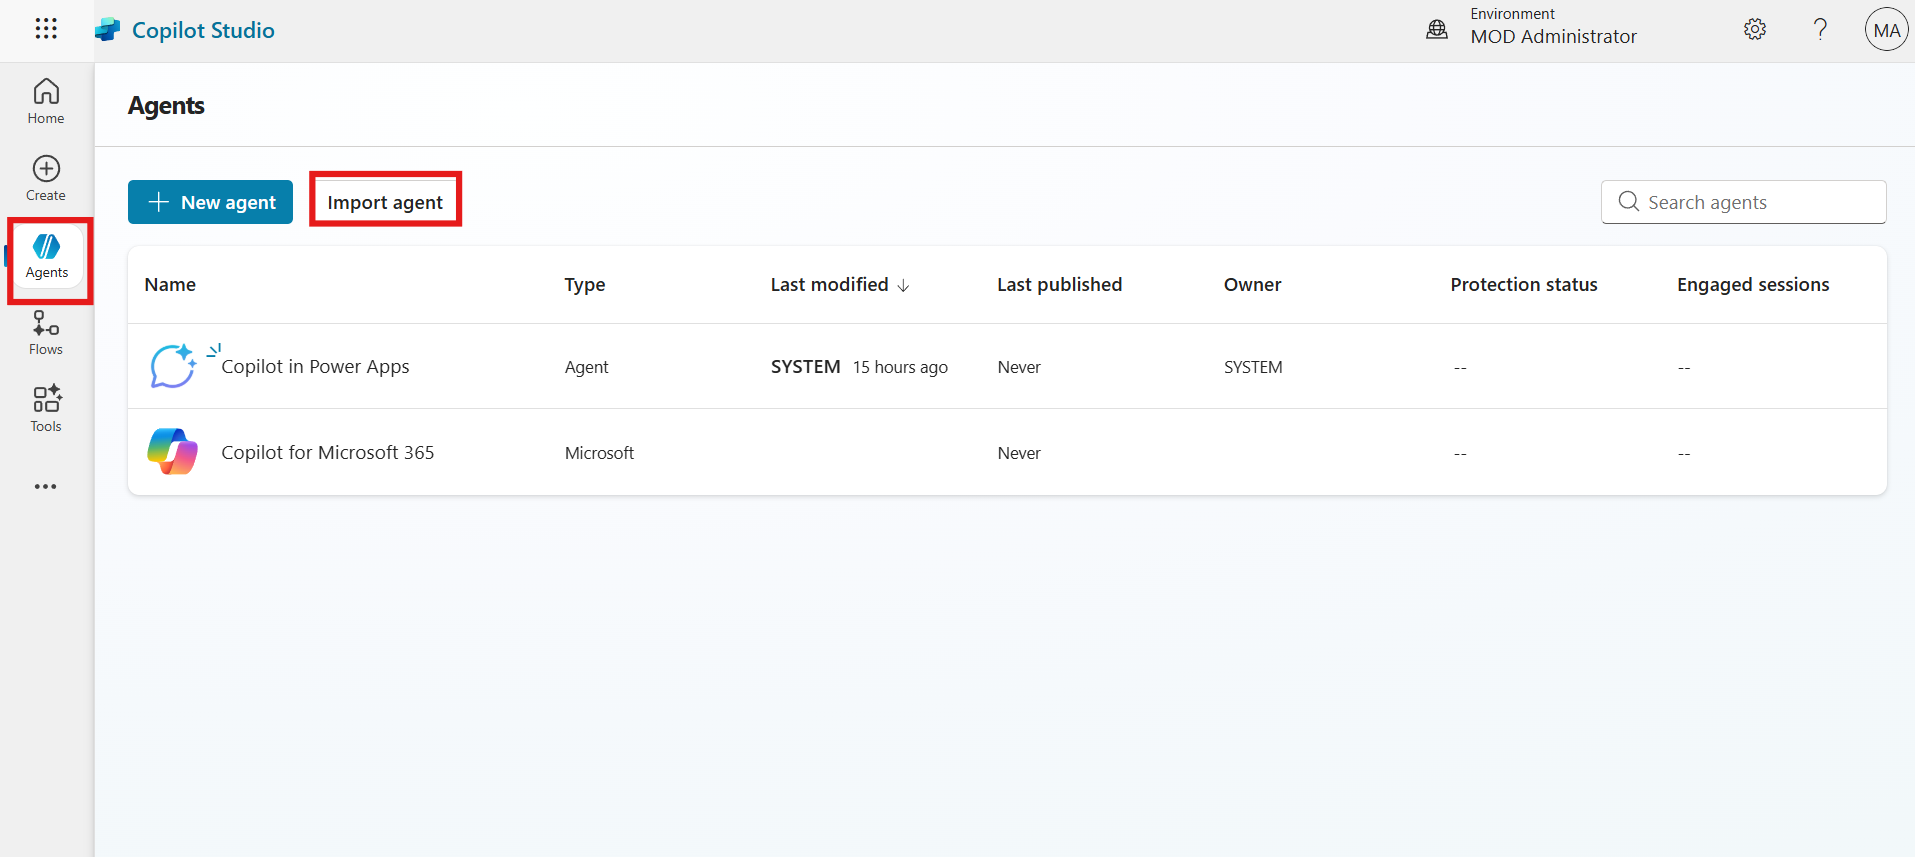 Copilot Studio
Environment
MOD Administrator
?
MA
Home
Create
Agents
Flows
Tools
Agents
New agent
Import agent
Search agents
Name Type Last modified ↓ Last published Owner Protection status Engaged sessions
Copilot in Power Apps Agent SYSTEM 15 hours ago Never SYSTEM -- --
Copilot for Microsoft 365 Microsoft Never -- --